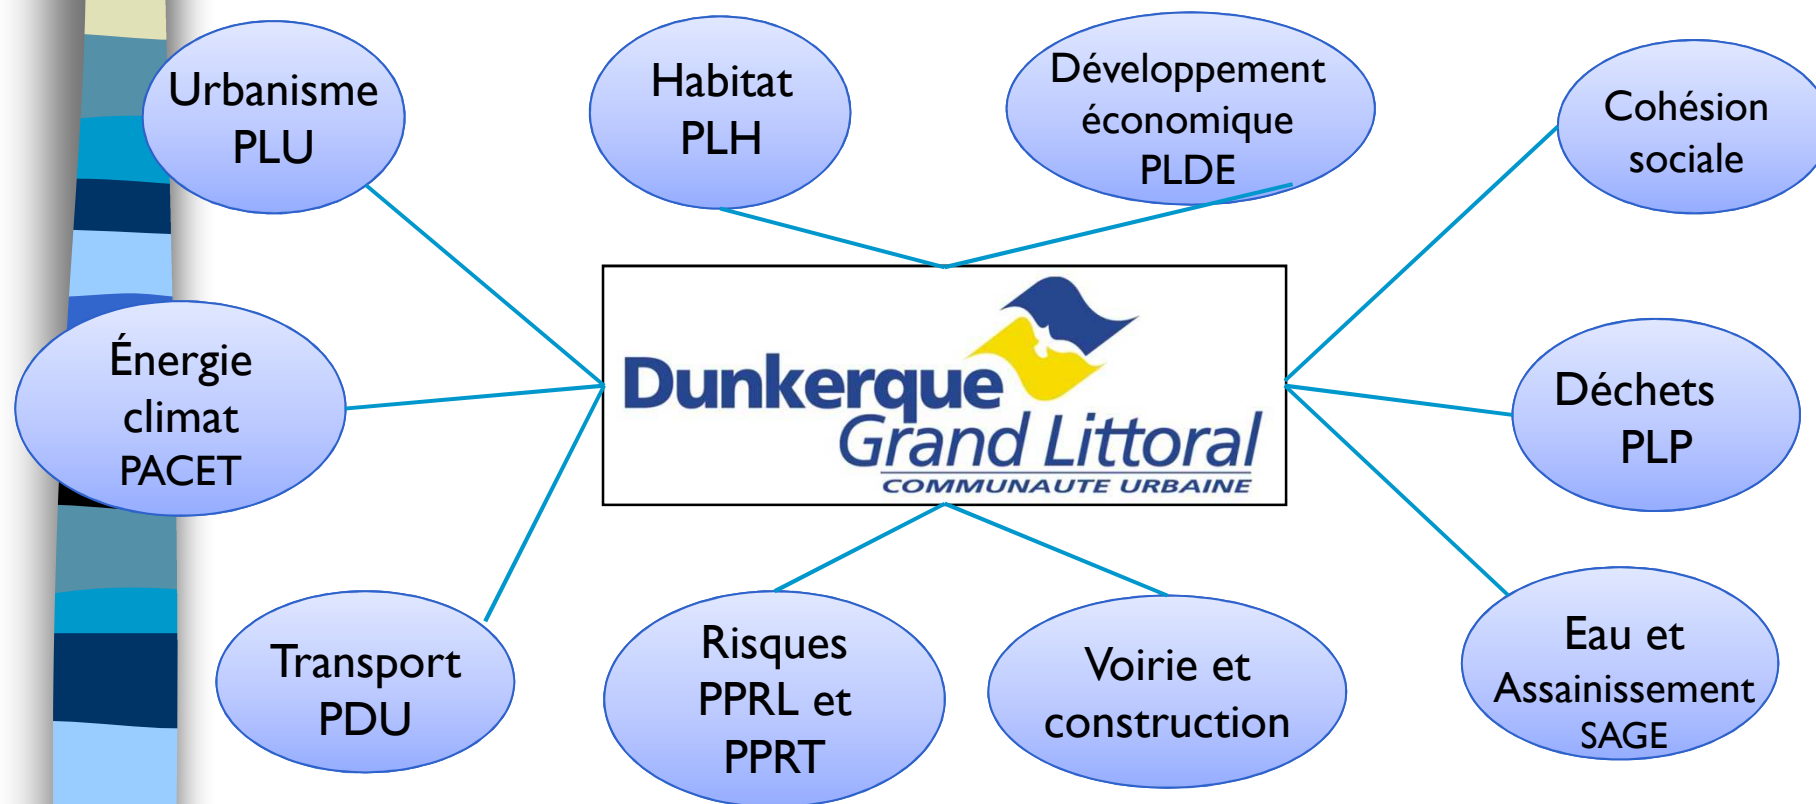 Urbanisme
PLU
Habitat
PLH
Développement
économique
PLDE
Cohésion
sociale
Énergie
climat
PACET
Dunkerque
Grand Littoral
COMMUNAUTE URBAINE
Déchets
PLP
Transport
PDU
Risques
PPRL et
PPRT
Voirie et
construction
Eau et
Assainissement
SAGE